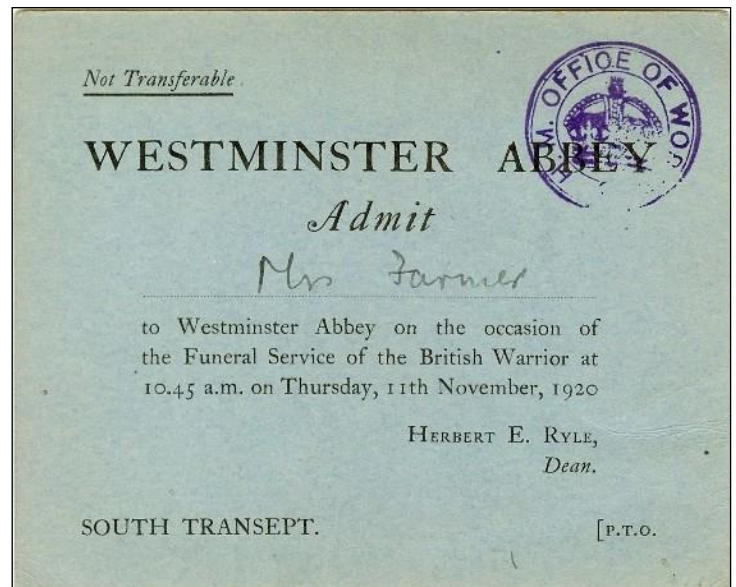 Not Transferable.
H.M. OFFICE OF WOR
WESTMINSTER ABBEY
Admit
Mrs Farmer
to Westminster Abbey on the occasion of
the Funeral Service of the British Warrior at
10.45 a.m. on Thursday, 11th November, 1920
HERBERT E. RYLE,
Dean.
SOUTH TRANSEPT.
[P.T.O.